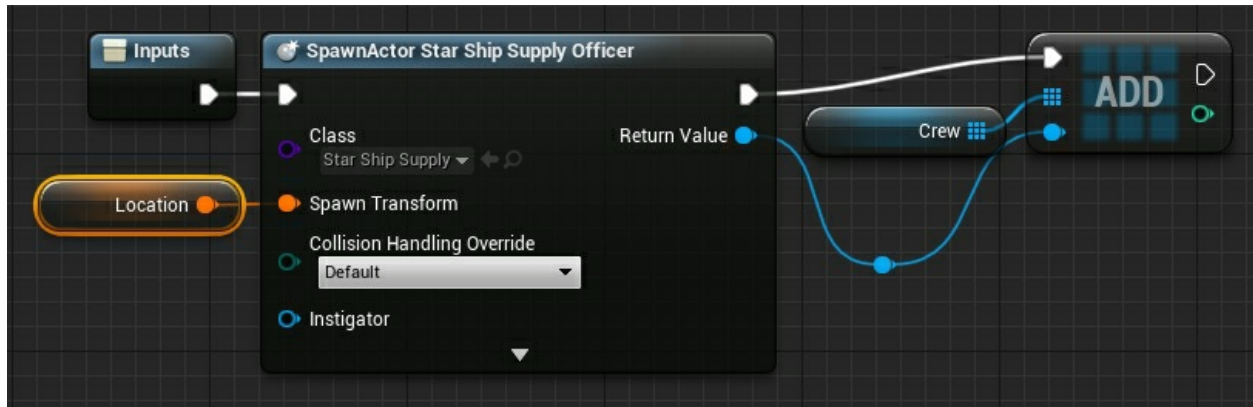 Inputs
SpawnActor Star Ship Supply Officer
Class
Star Ship Supply
Return Value
Location
Spawn Transform
Collision Handling Override
Default
Instigator
Crew
ADD